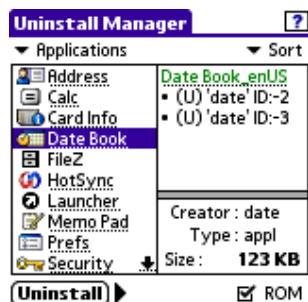 Uninstall Manager ?
▼ Applications ▼ Sort
Address
Calc
Card Info
Date Book
FileZ
HotSync
Launcher
Memo Pad
Prefs
Security
Date Book_enUS
▪ (U) 'date' ID:-2
▪ (U) 'date' ID:-3
Creator : date
Type : appl
Size : 123 KB
Uninstall ROM